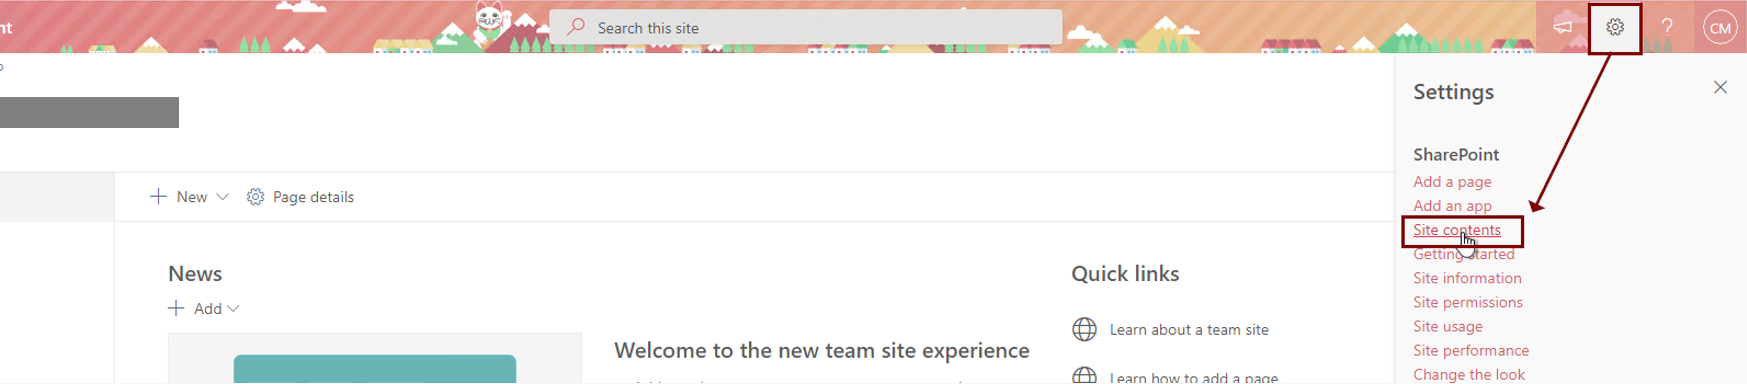 nt
Search this site
?
CM
Settings
SharePoint
Add a page
Add an app
Site contents
Getting started
Site information
Site permissions
Site usage
Site performance
Change the look
New
Page details
News
Add
Welcome to the new team site experience
Quick links
Learn about a team site
Learn how to add a page